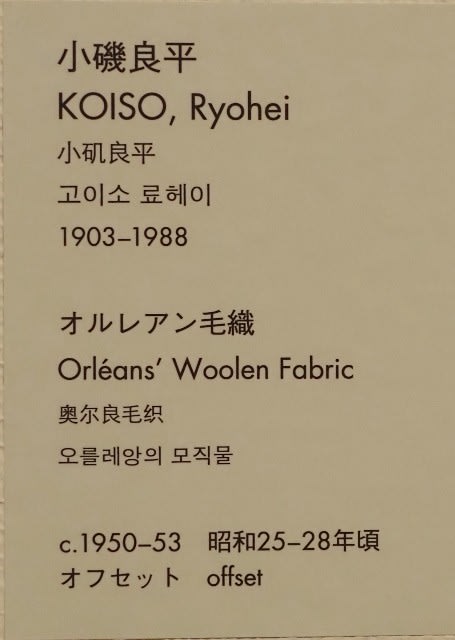 小磯良平
KOISO, Ryohei
小矶良平
고이소 료헤이
1903–1988
オルレアン毛織
Orléans’ Woolen Fabric
奥尔良毛织
오를레앙의 모직물
c.1950–53　昭和25–28年頃
オフセット　offset